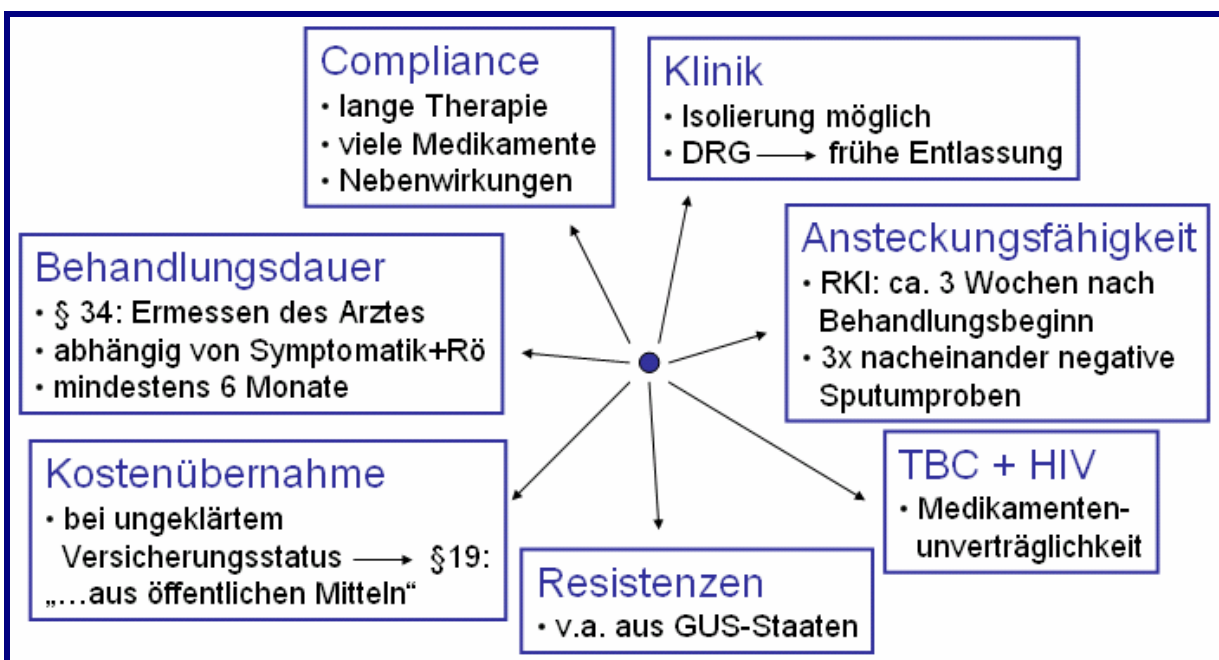 Compliance
• lange Therapie
• viele Medikamente
• Nebenwirkungen
Klinik
• Isolierung möglich
• DRG → frühe Entlassung
Behandlungsdauer
• § 34: Ermessen des Arztes
• abhängig von Symptomatik+Rö
• mindestens 6 Monate
Ansteckungsfähigkeit
• RKI: ca. 3 Wochen nach
Behandlungsbeginn
• 3x nacheinander negative
Sputumproben
Kostenübernahme
• bei ungeklärtem
Versicherungsstatus → §19:
„…aus öffentlichen Mitteln“
Resistenzen
• v.a. aus GUS-Staaten
TBC + HIV
• Medikamenten-
unverträglichkeit